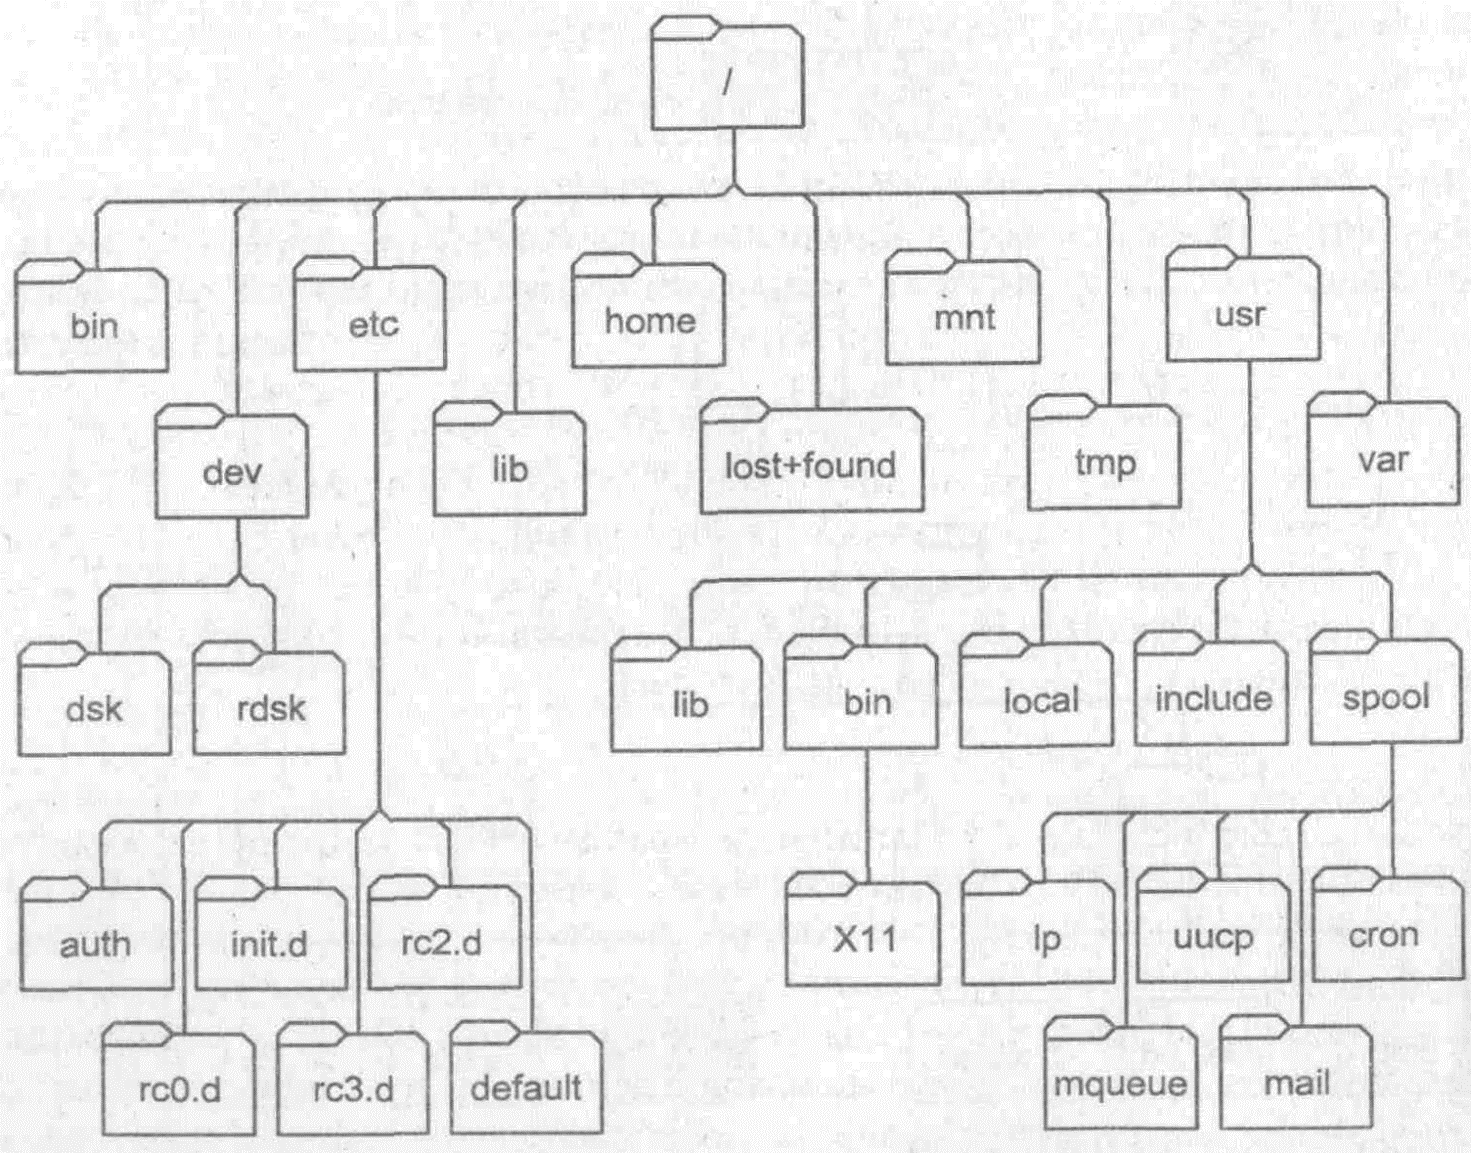 /
bin
etc
home
mnt
usr
dev
lib
lost+found
tmp
var
dsk
rdsk
lib
bin
local
include
spool
auth
init.d
rc2.d
X11
lp
uucp
cron
rc0.d
rc3.d
default
mqueue
mail